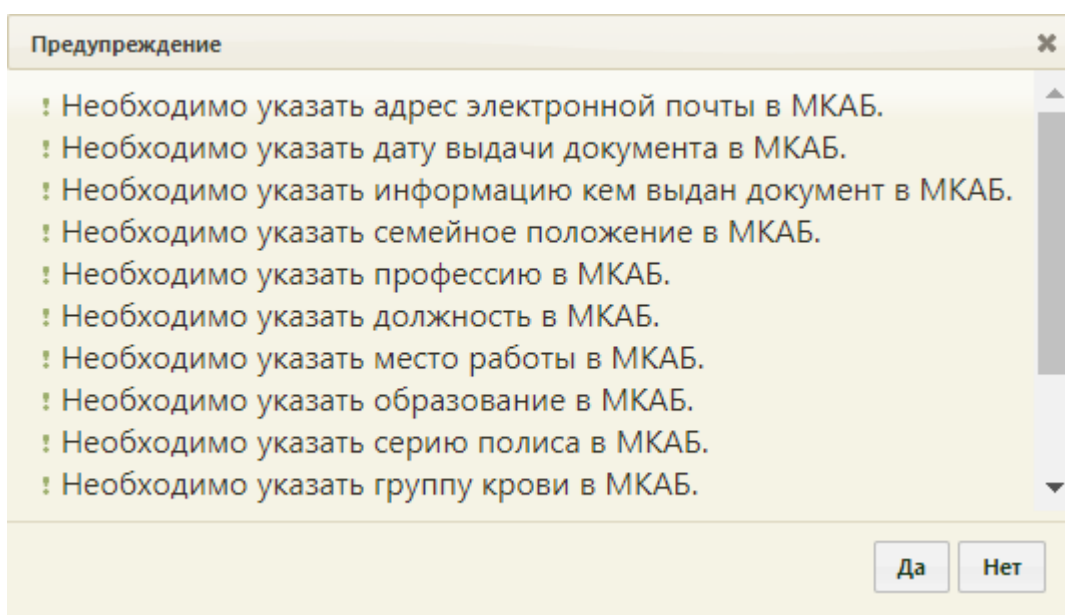 Предупреждение
Необходимо указать адрес электронной почты в МКАБ.
Необходимо указать дату выдачи документа в МКАБ.
Необходимо указать информацию кем выдан документ в МКАБ.
Необходимо указать семейное положение в МКАБ.
Необходимо указать профессию в МКАБ.
Необходимо указать должность в МКАБ.
Необходимо указать место работы в МКАБ.
Необходимо указать образование в МКАБ.
Необходимо указать серию полиса в МКАБ.
Необходимо указать группу крови в МКАБ.
Да Нет